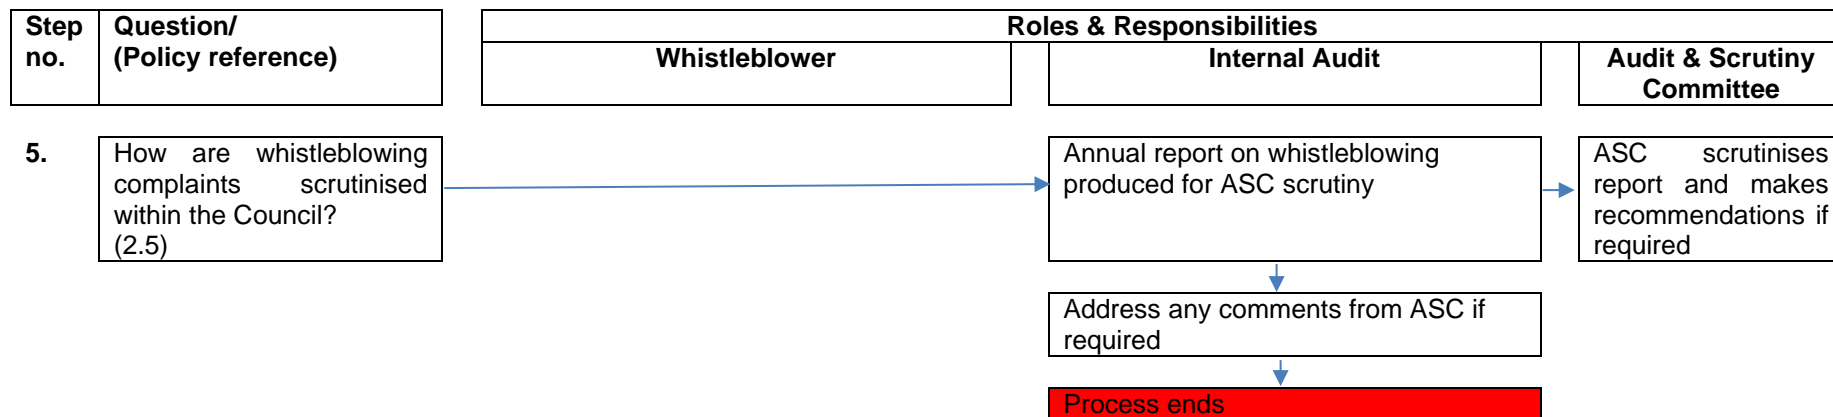 Step no.
Question/ (Policy reference)
Roles & Responsibilities
Whistleblower
Internal Audit
Audit & Scrutiny
Committee
5.
How are whistleblowing
complaints scrutinised
within the Council?
(2.5)
Annual report on whistleblowing
produced for ASC scrutiny
ASC scrutinises
report and makes
recommendations if
required
Address any comments from ASC if
required
Process ends